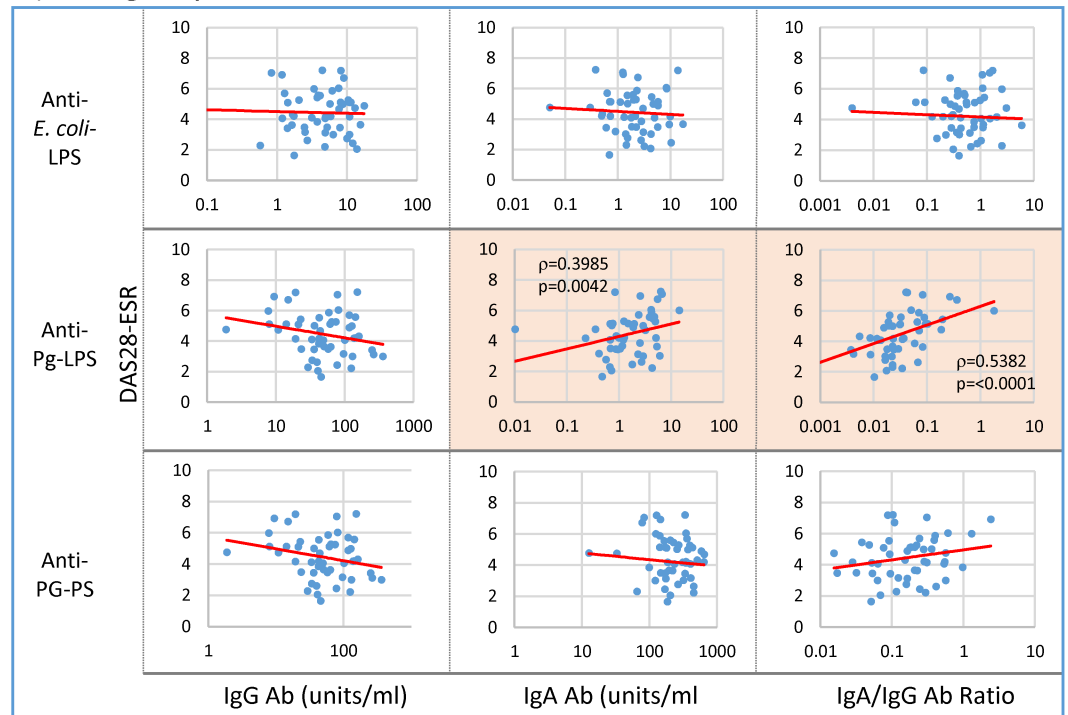 10
8
6
4
2
0
0.1 1 10 100
10
8
6
4
2
0
0.01 0.1 1 10 100
10
8
6
4
2
0
0.001 0.01 0.1 1 10
Anti-
E. coli-
LPS
10
8
6
4
2
0
1 10 100 1000
10
8
6
4
2
0
0.01 0.1 1 10 100
ρ=0.3985
p=0.0042
10
8
6
4
2
0
0.001 0.01 0.1 1 10
ρ=0.5382
p=<0.0001
Anti-
Pg-LPS
DAS28-ESR
10
8
6
4
2
0
1 100
10
8
6
4
2
0
1 10 100 1000
10
8
6
4
2
0
0.01 0.1 1 10
Anti-
PG-PS
IgG Ab (units/ml)
IgA Ab (units/ml
IgA/IgG Ab Ratio